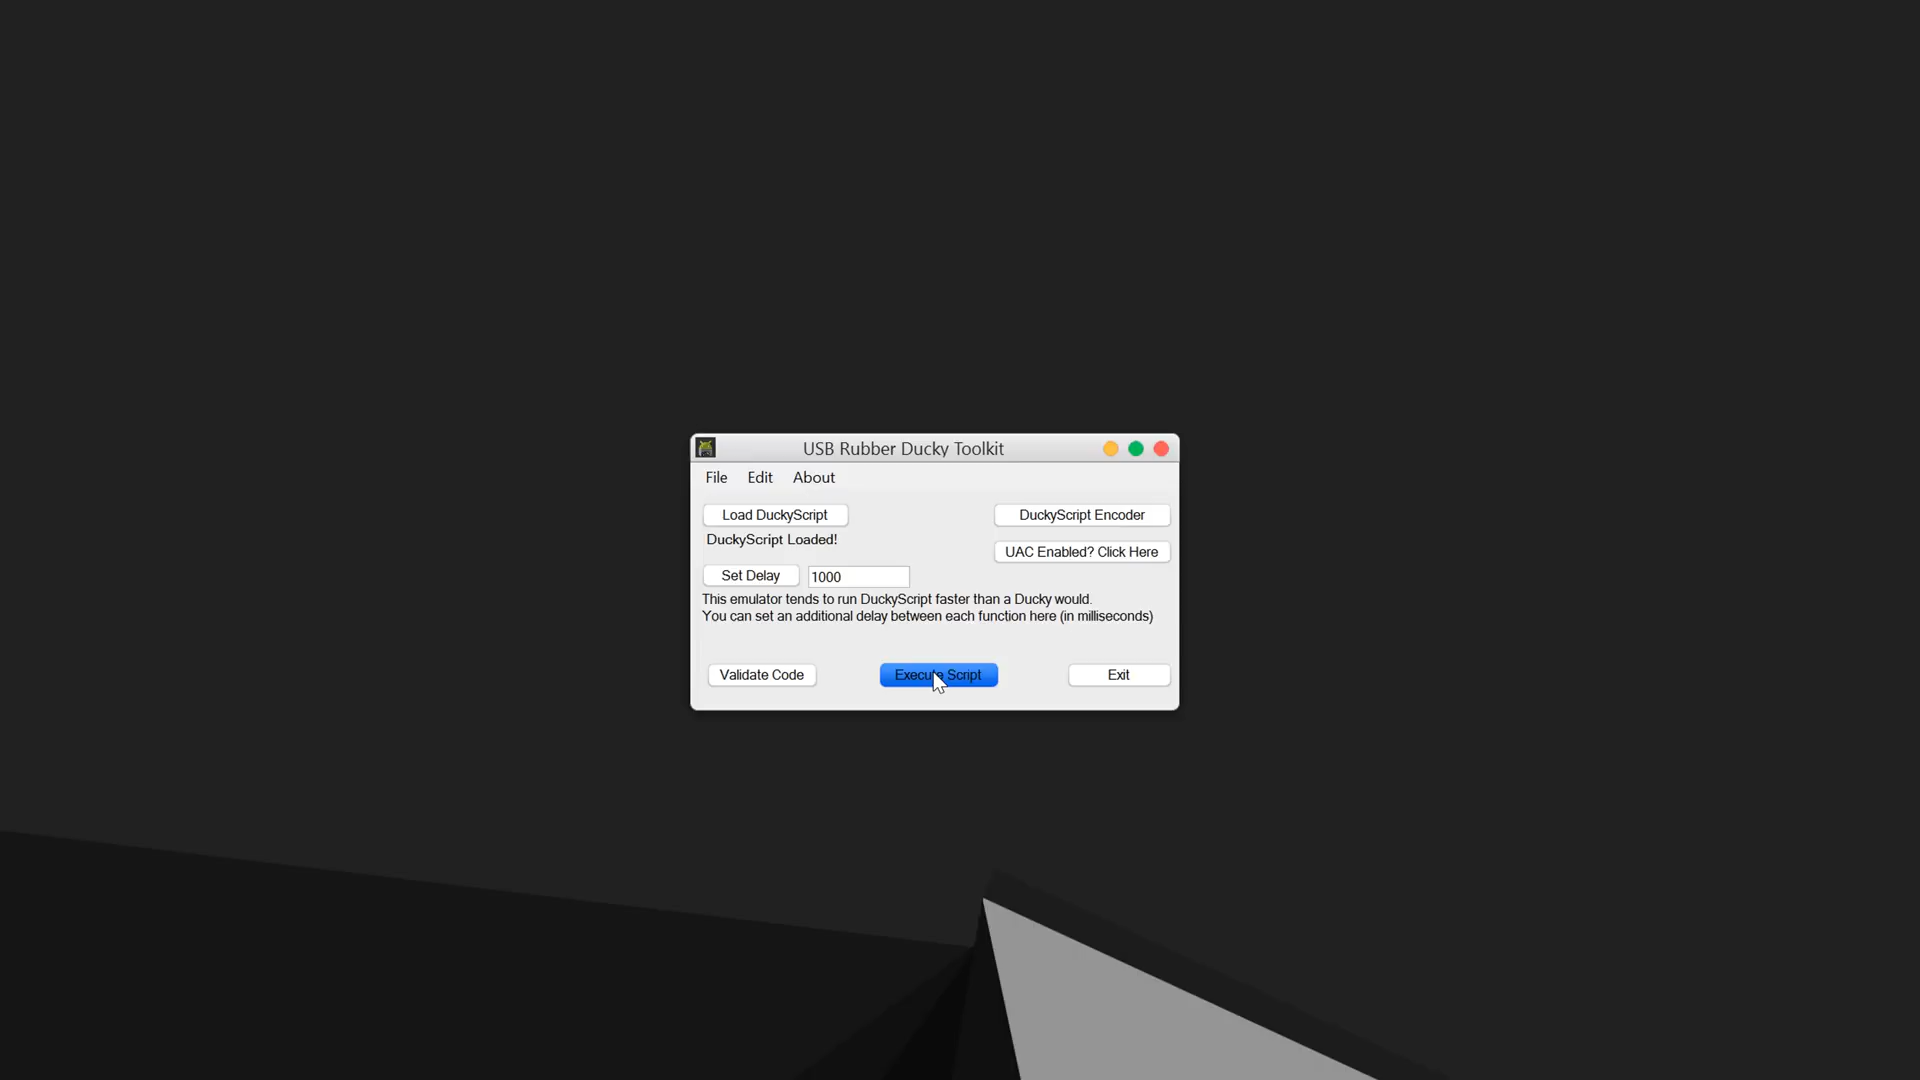 USB Rubber Ducky Toolkit
File Edit About
Load DuckyScript
DuckyScript Encoder
DuckyScript Loaded!
UAC Enabled? Click Here
Set Delay
1000
This emulator tends to run DuckyScript faster than a Ducky would.
You can set an additional delay between each function here (in milliseconds)
Validate Code
Execute Script
Exit